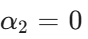 α₂ = 0